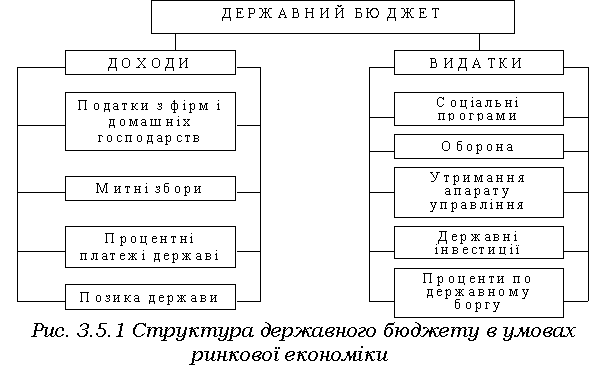 ДЕРЖАВНИЙ БЮДЖЕТ
ДОХОДИ
Податки з фірм і
домашніх
господарств
Митні збори
Процентні
платежі державі
Позика держави
ВИДАТКИ
Соціальні
програми
Оборона
Утримання
апарату
управління
Державні
інвестиції
Проценти по
державному
боргу
Рис. 3.5.1 Структура державного бюджету в умовах
ринкової економіки